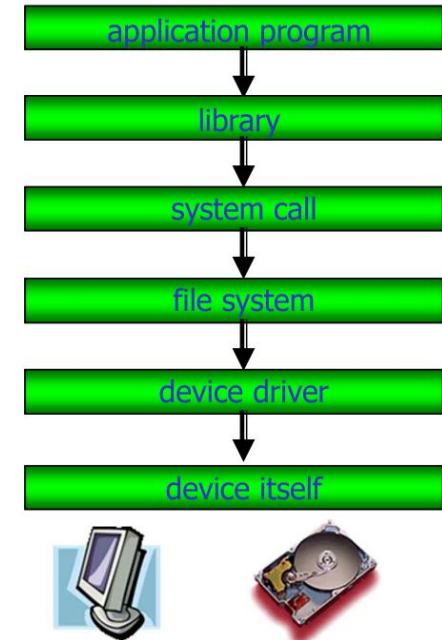 application program
library
system call
file system
device driver
device itself